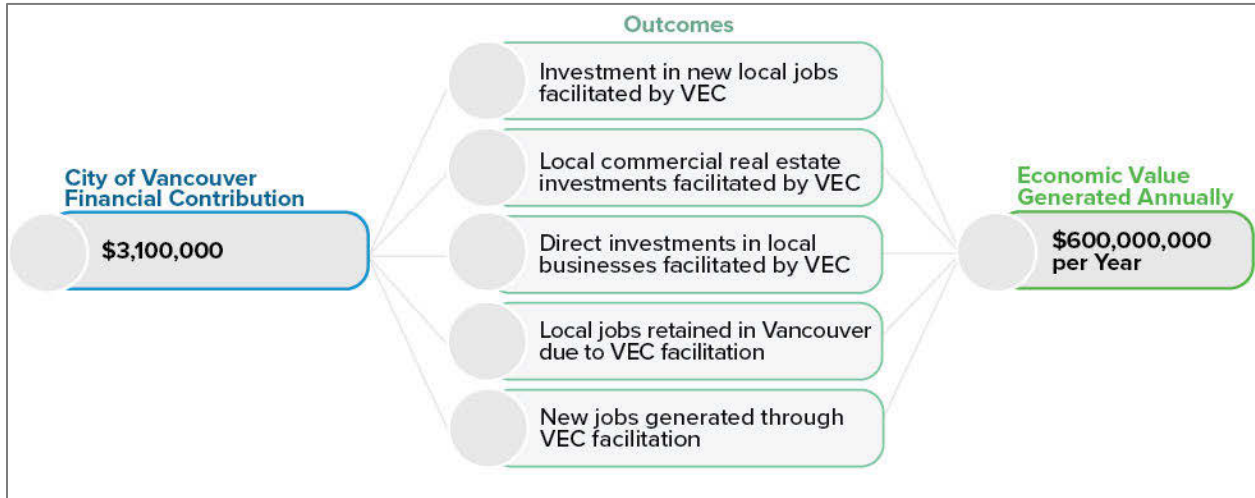 Outcomes
Investment in new local jobs
facilitated by VEC
Local commercial real estate
investments facilitated by VEC
City of Vancouver
Financial Contribution
$3,100,000
Direct investments in local
businesses facilitated by VEC
Local jobs retained in Vancouver
due to VEC facilitation
New jobs generated through
VEC facilitation
Economic Value
Generated Annually
$600,000,000
per Year